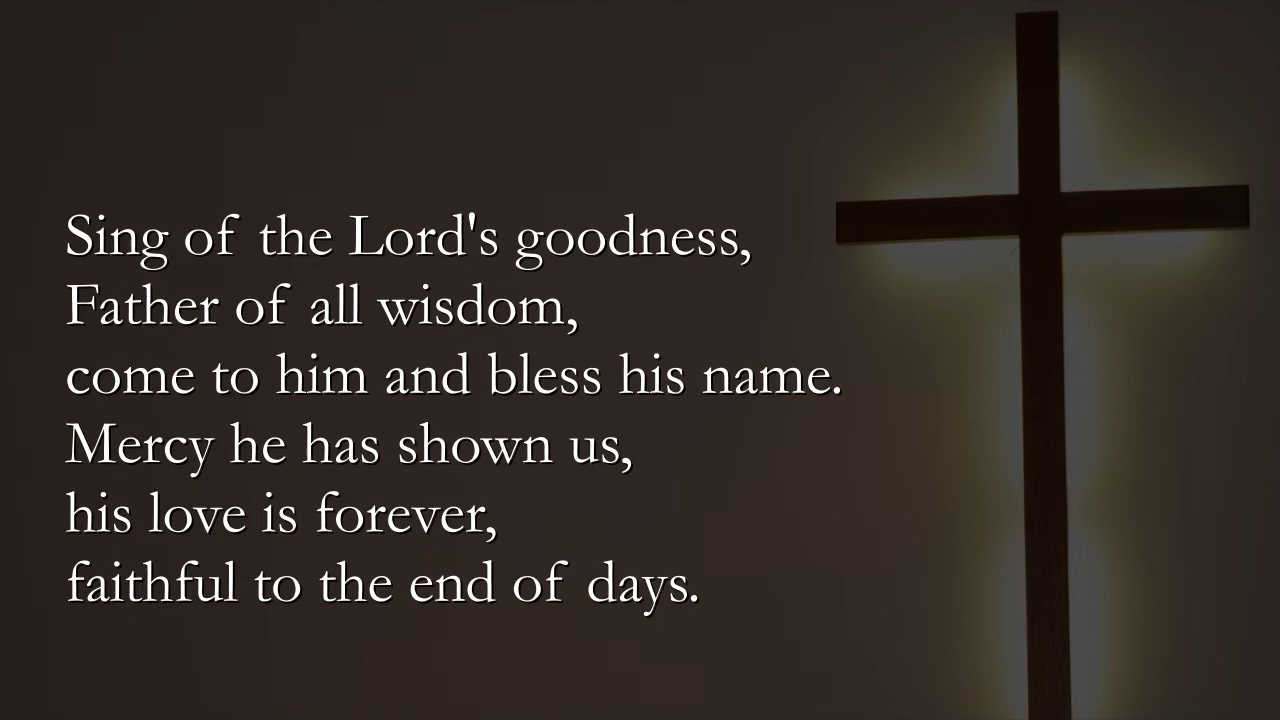 Sing of the Lord's goodness,
Father of all wisdom,
come to him and bless his name.
Mercy he has shown us,
his love is forever,
faithful to the end of days.